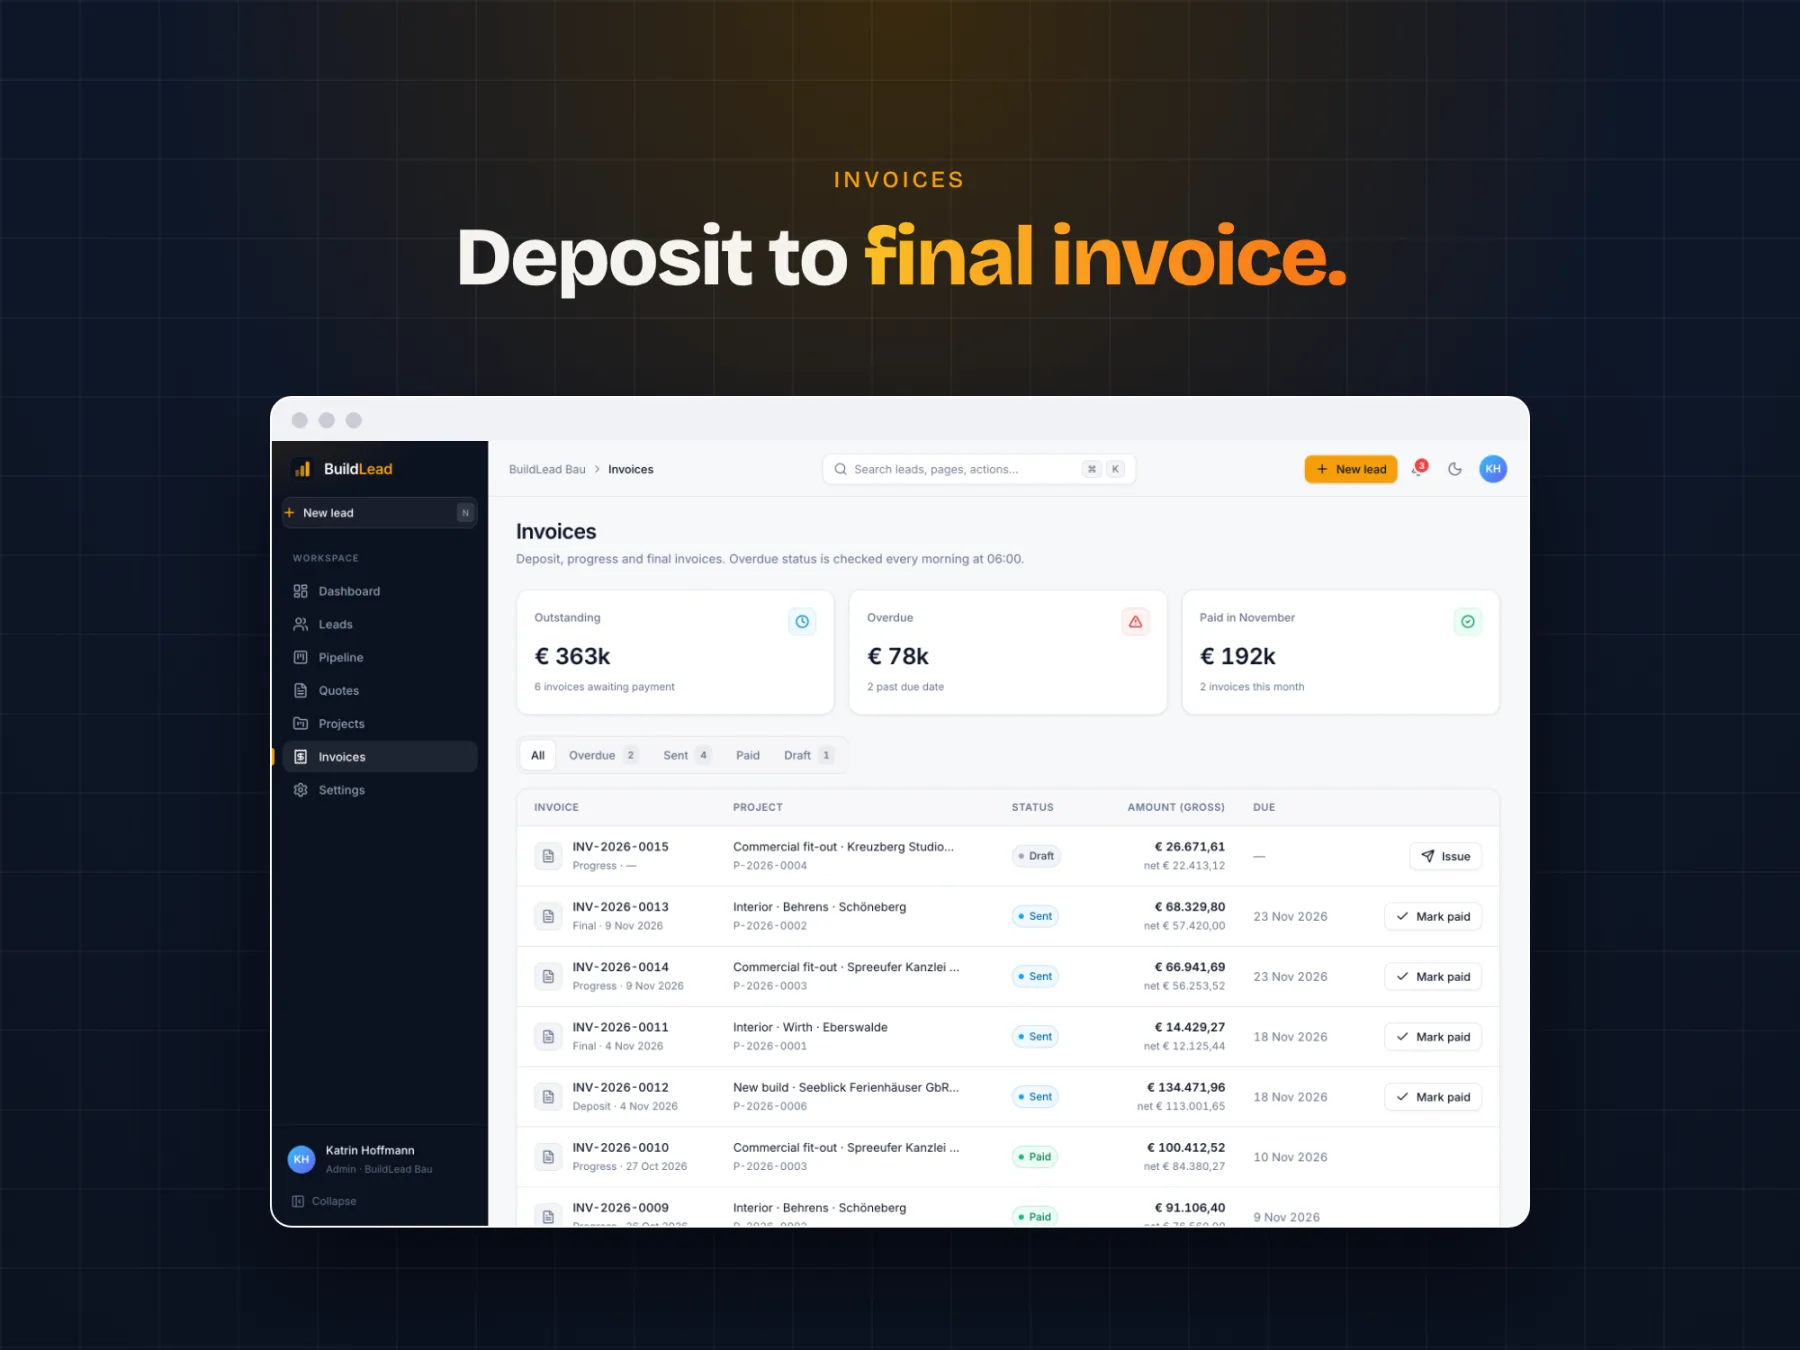 INVOICES
Deposit to final invoice.
BuildLead
New lead N
WORKSPACE
Dashboard
Leads
Pipeline
Quotes
Projects
Invoices
Settings
KH
Katrin Hoffmann
Admin · BuildLead Bau
Collapse
BuildLead Bau > Invoices
Search leads, pages, actions... ⌘ K
+ New lead
3
KH
Invoices
Deposit, progress and final invoices. Overdue status is checked every morning at 06:00.
Outstanding
€ 363k
6 invoices awaiting payment
Overdue
€ 78k
2 past due date
Paid in November
€ 192k
2 invoices this month
All Overdue 2 Sent 4 Paid Draft 1
INVOICE PROJECT STATUS AMOUNT (GROSS) DUE
INV-2026-0015 Commercial fit-out · Kreuzberg Studio... Draft € 26.671,61 — Issue
Progress · — P-2026-0004 net € 22.413,12
INV-2026-0013 Interior · Behrens · Schöneberg Sent € 68.329,80 23 Nov 2026 Mark paid
Final · 9 Nov 2026 P-2026-0002 net € 57.420,00
INV-2026-0014 Commercial fit-out · Spreeufer Kanzlei ... Sent € 66.941,69 23 Nov 2026 Mark paid
Progress · 9 Nov 2026 P-2026-0003 net € 56.253,52
INV-2026-0011 Interior · Wirth · Eberswalde Sent € 14.429,27 18 Nov 2026 Mark paid
Final · 4 Nov 2026 P-2026-0001 net € 12.125,44
INV-2026-0012 New build · Seeblick Ferienhäuser GbR... Sent € 134.471,96 18 Nov 2026 Mark paid
Deposit · 4 Nov 2026 P-2026-0006 net € 113.001,65
INV-2026-0010 Commercial fit-out · Spreeufer Kanzlei ... Paid € 100.412,52 10 Nov 2026
Progress · 27 Oct 2026 P-2026-0003 net € 84.380,27
INV-2026-0009 Interior · Behrens · Schöneberg Paid € 91.106,40 9 Nov 2026